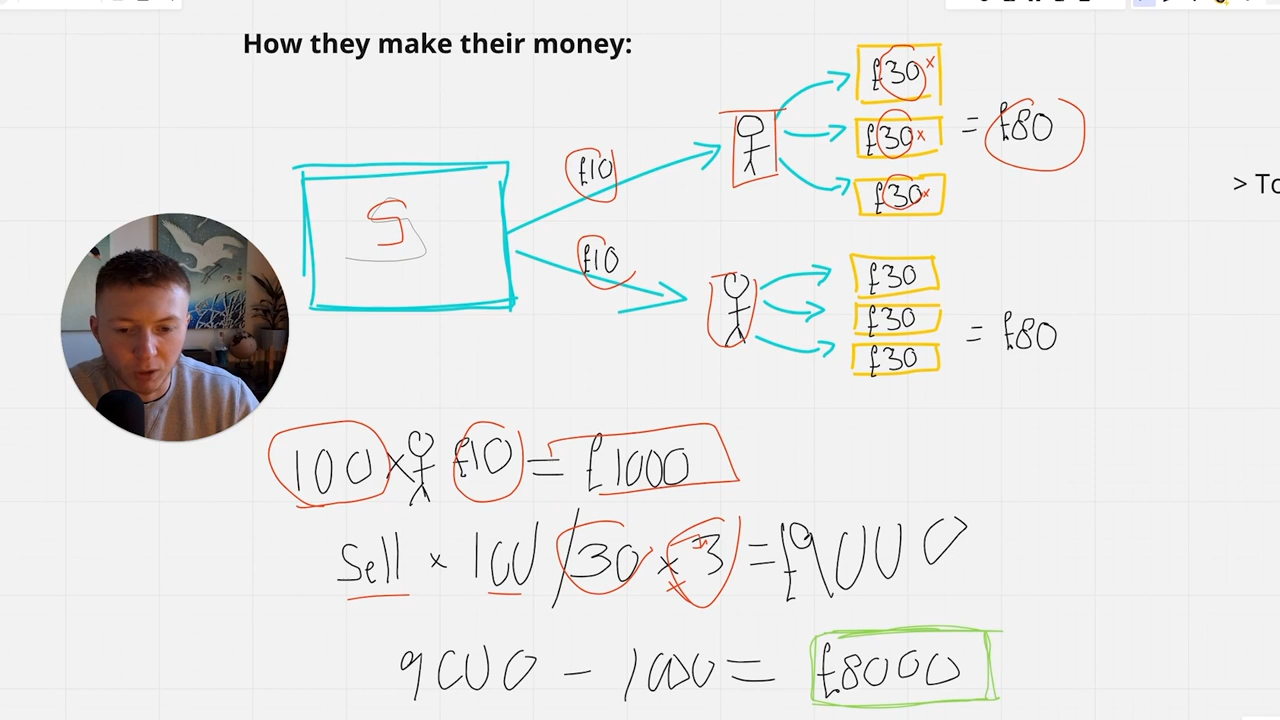 How they make their money:
£30 x
£10
£30 x
= £80
S
£30 x
> To
£10
£30
£30
= £80
£30
100 x £10 = £1000
Sell x 100 / 30 x 3 = £9000
9000 - 1000 = £8000